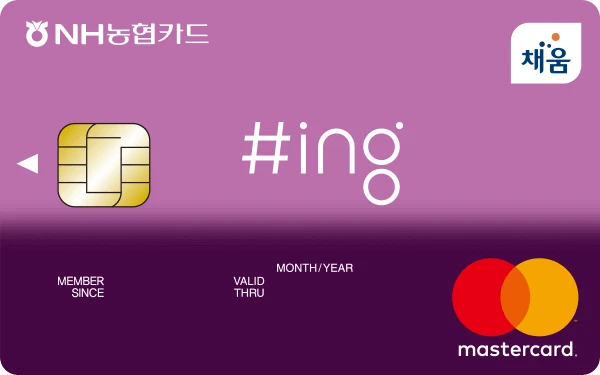 NH농협카드
채움
#ing
MONTH/YEAR
MEMBER
SINCE
VALID
THRU
mastercard.